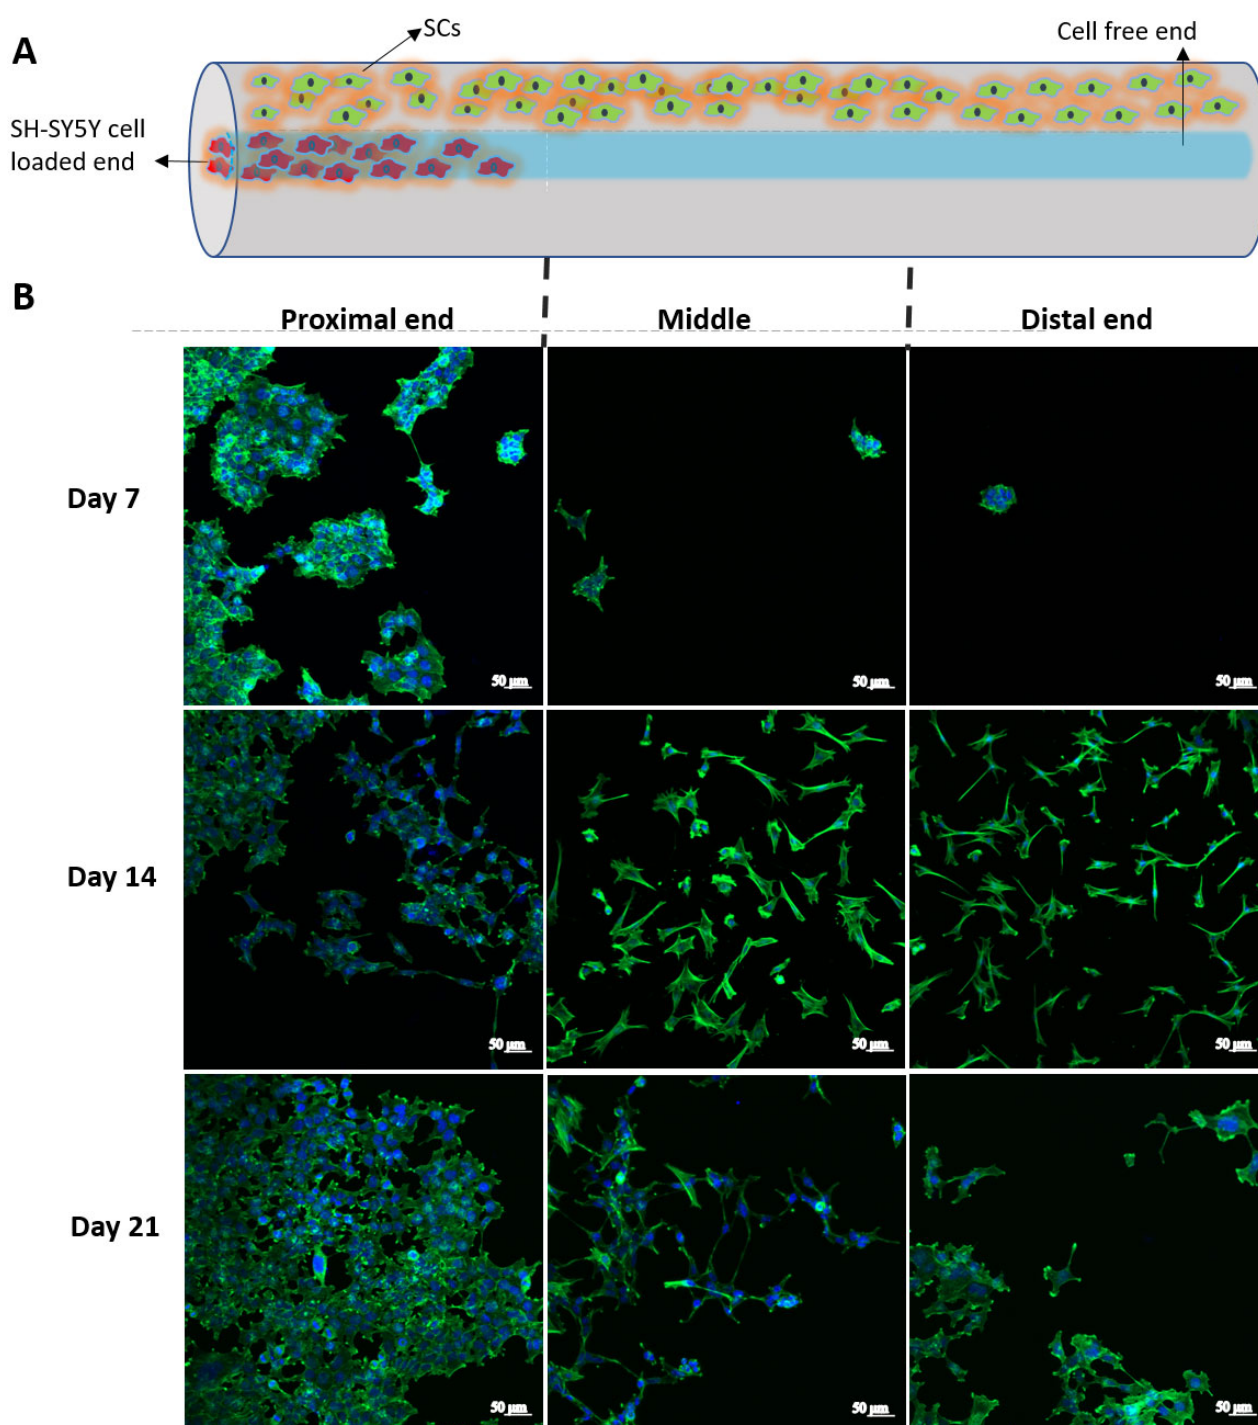 A
SCs
Cell free end
SH-SY5Y cell
loaded end
B
Proximal end
Middle
Distal end
Day 7
50 µm
50 µm
50 µm
Day 14
50 µm
50 µm
50 µm
Day 21
50 µm
50 µm
50 µm